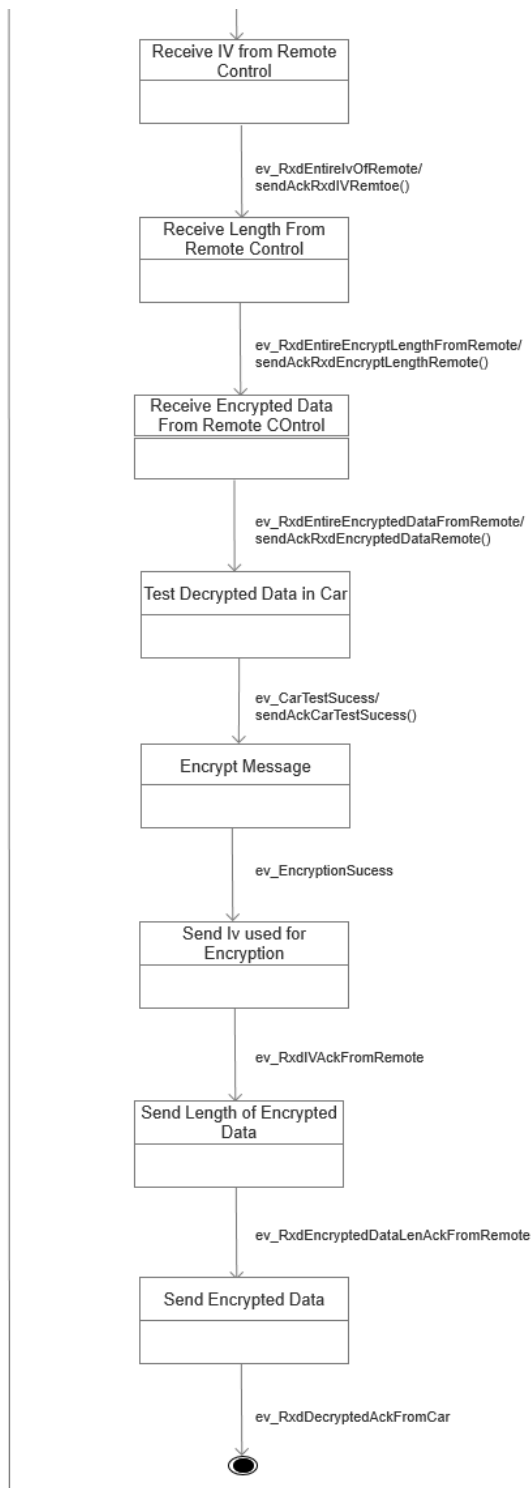 Receive IV from Remote
Control
ev_RxdEntireIvOfRemote/
sendAckRxdIVRemtoe()
Receive Length From
Remote Control
ev_RxdEntireEncryptLengthFromRemote/
sendAckRxdEncryptLengthRemote()
Receive Encrypted Data
From Remote COntrol
ev_RxdEntireEncryptedDataFromRemote/
sendAckRxdEncryptedDataRemote()
Test Decrypted Data in Car
ev_CarTestSucess/
sendAckCarTestSucess()
Encrypt Message
ev_EncryptionSucess
Send Iv used for
Encryption
ev_RxdIVAckFromRemote
Send Length of Encrypted
Data
ev_RxdEncryptedDataLenAckFromRemote
Send Encrypted Data
ev_RxdDecryptedAckFromCar